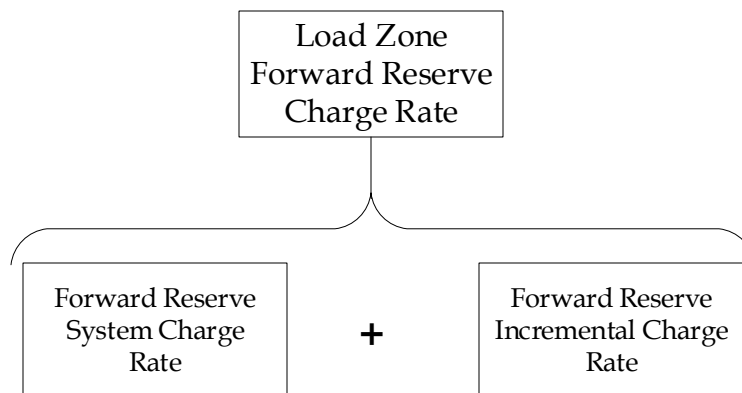 Load Zone
Forward Reserve
Charge Rate
Forward Reserve
System Charge
Rate
+
Forward Reserve
Incremental Charge
Rate